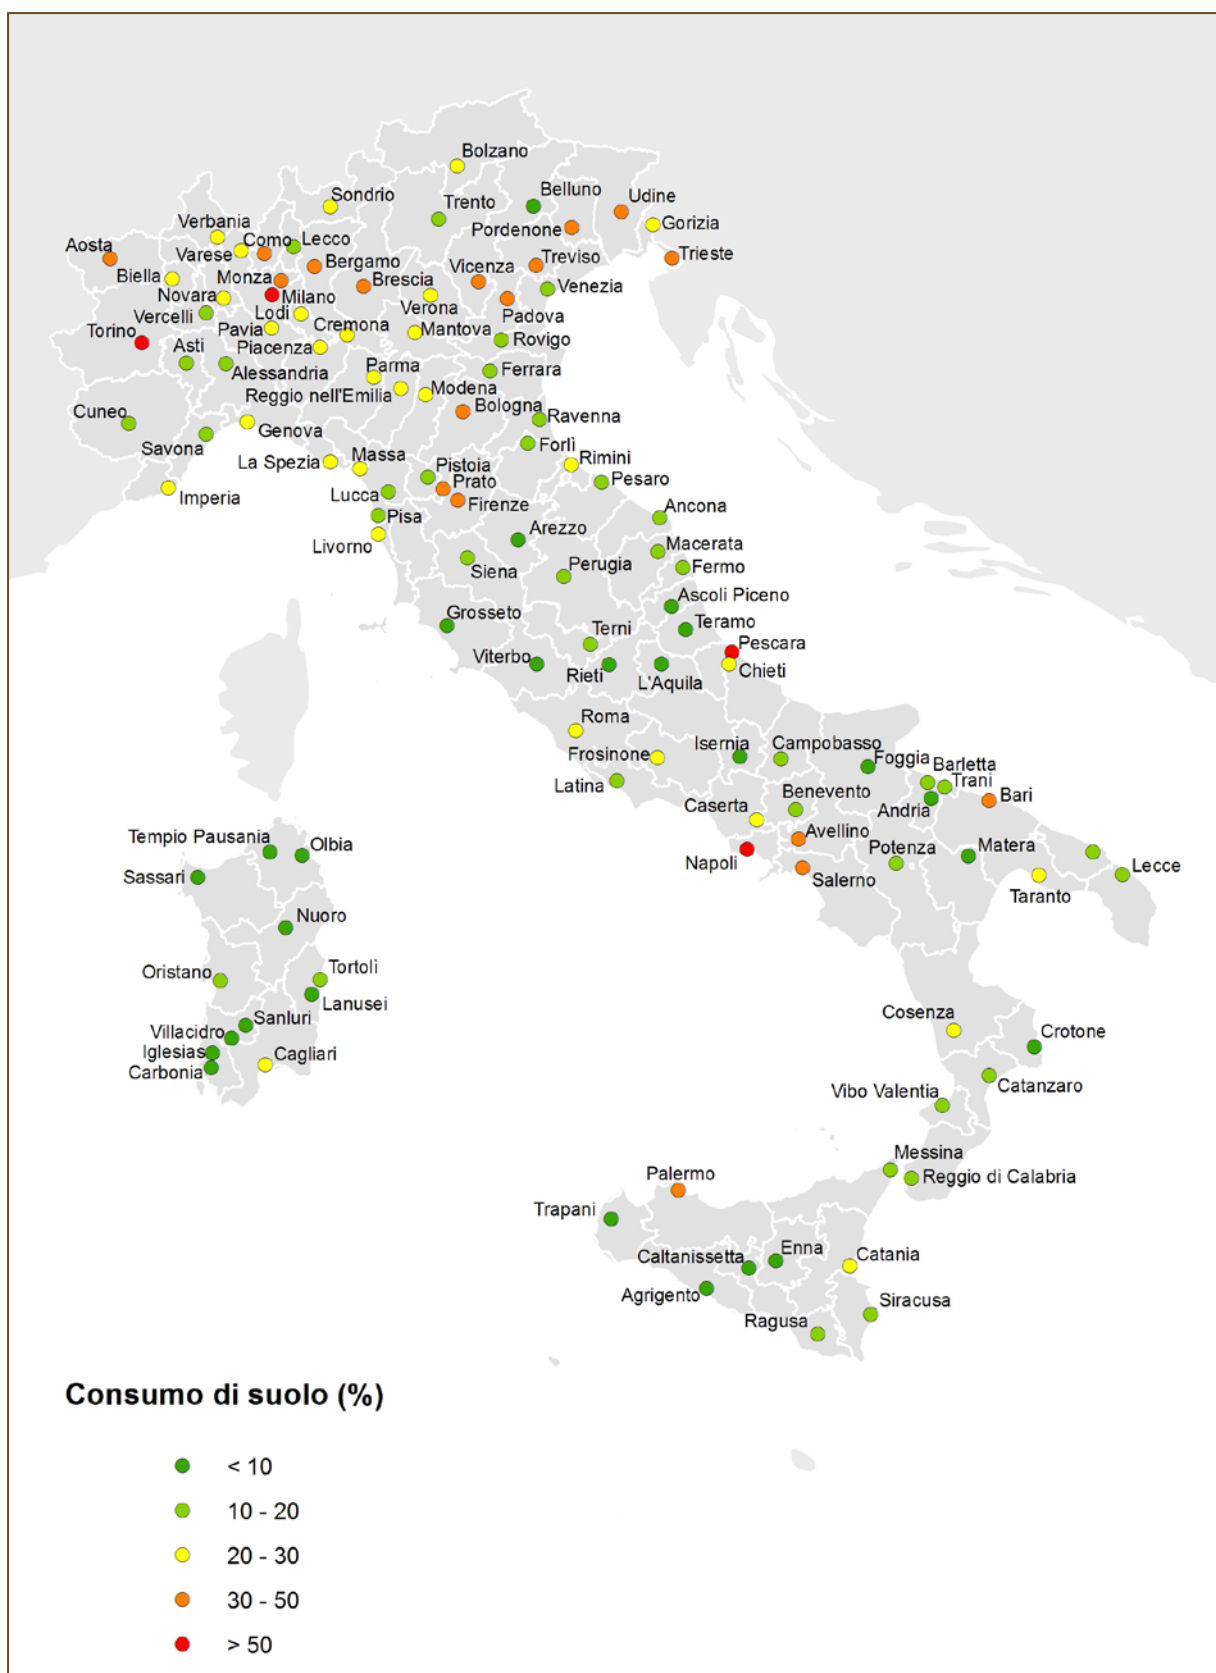 Bolzano
Sondrio
Belluno
Udine
Trento
Verbania
Pordenone
Gorizia
Aosta
Varese
Como
Lecco
Trieste
Biella
Bergamo
Vicenza
Treviso
Monza
Brescia
Novara
Milano
Venezia
Vercelli
Lodi
Verona
Padova
Torino
Pavia
Cremona
Mantova
Rovigo
Asti
Piacenza
Alessandria
Parma
Ferrara
Reggio nell'Emilia
Modena
Cuneo
Bologna
Genova
Ravenna
Savona
Forlì
La Spezia
Massa
Pistoia
Rimini
Imperia
Lucca
Prato
Pesaro
Firenze
Ancona
Pisa
Arezzo
Livorno
Macerata
Siena
Perugia
Fermo
Ascoli Piceno
Grosseto
Terni
Teramo
Pescara
Viterbo
Rieti
L'Aquila
Chieti
Roma
Isernia
Campobasso
Frosinone
Foggia
Barletta
Latina
Trani
Benevento
Bari
Caserta
Andria
Tempio Pausania
Olbia
Avellino
Napoli
Potenza
Matera
Sassari
Salerno
Lecce
Taranto
Nuoro
Oristano
Tortolì
Lanusei
Cosenza
Sanluri
Villacidro
Crotone
Iglesias
Cagliari
Carbonia
Catanzaro
Vibo Valentia
Messina
Palermo
Reggio di Calabria
Trapani
Enna
Caltanissetta
Catania
Agrigento
Siracusa
Ragusa
Consumo di suolo (%)
< 10
10 - 20
20 - 30
30 - 50
> 50